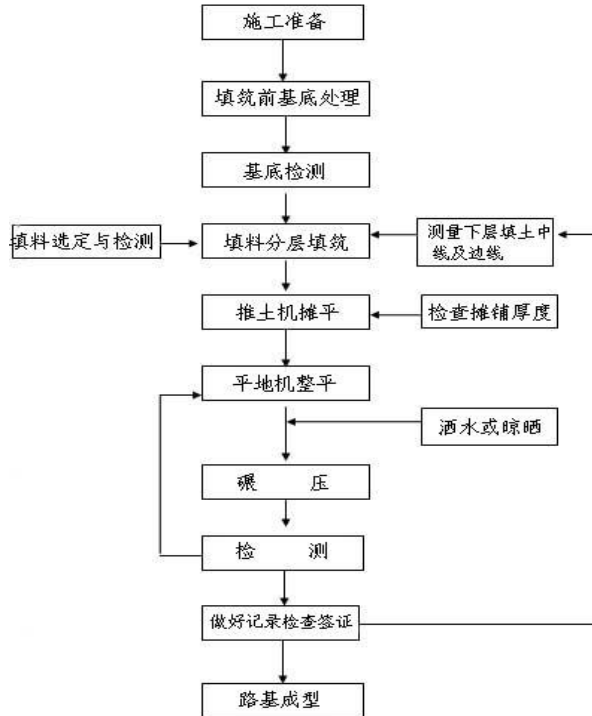 施工准备
填筑前基底处理
基底检测
填料选定与检测
填料分层填筑
测量下层填土中
线及边线
推土机摊平
检查摊铺厚度
平地机整平
洒水或晾晒
碾 压
检 测
做好记录检查签证
路基成型